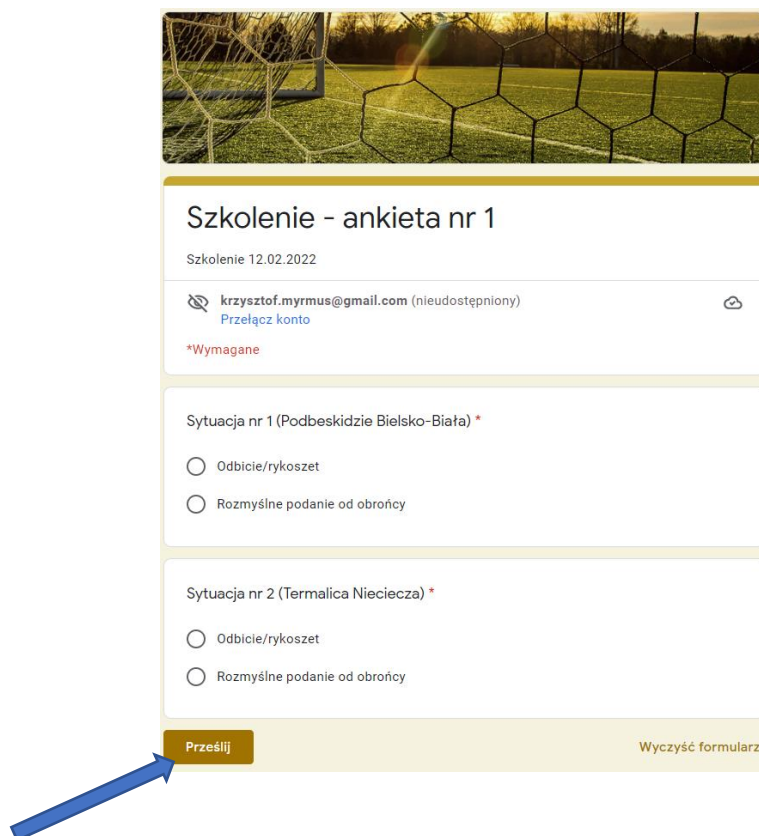 Szkolenie - ankieta nr 1
Szkolenie 12.02.2022
krzysztof.myrmus@gmail.com (nieudostępniony)
Przełącz konto
*Wymagane
Sytuacja nr 1 (Podbeskidzie Bielsko-Biała) *
Odbicie/rykoszet
Rozmyślne podanie od obrońcy
Sytuacja nr 2 (Termalica Nieciecza) *
Odbicie/rykoszet
Rozmyślne podanie od obrońcy
Prześlij
Wyczyść formularz